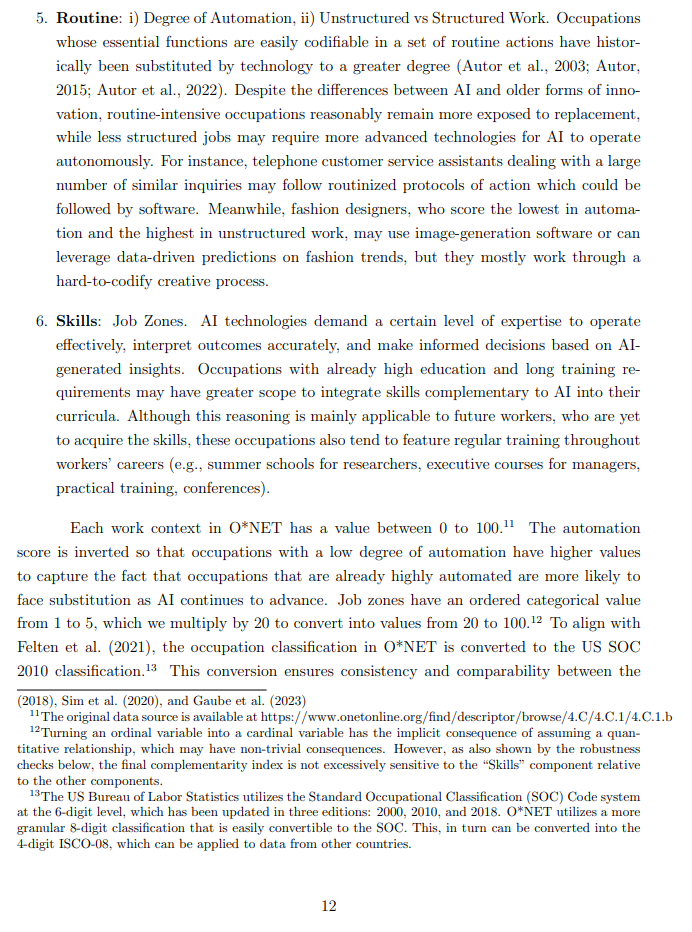 5. Routine: i) Degree of Automation, ii) Unstructured vs Structured Work. Occupations
whose essential functions are easily codifiable in a set of routine actions have histor-
ically been substituted by technology to a greater degree (Autor et al., 2003; Autor,
2015; Autor et al., 2022). Despite the differences between AI and older forms of inno-
vation, routine-intensive occupations reasonably remain more exposed to replacement,
while less structured jobs may require more advanced technologies for AI to operate
autonomously. For instance, telephone customer service assistants dealing with a large
number of similar inquiries may follow routinized protocols of action which could be
followed by software. Meanwhile, fashion designers, who score the lowest in automa-
tion and the highest in unstructured work, may use image-generation software or can
leverage data-driven predictions on fashion trends, but they mostly work through a
hard-to-codify creative process.
6. Skills: Job Zones. AI technologies demand a certain level of expertise to operate
effectively, interpret outcomes accurately, and make informed decisions based on AI-
generated insights. Occupations with already high education and long training re-
quirements may have greater scope to integrate skills complementary to AI into their
curricula. Although this reasoning is mainly applicable to future workers, who are yet
to acquire the skills, these occupations also tend to feature regular training throughout
workers' careers (e.g., summer schools for researchers, executive courses for managers,
practical training, conferences).
Each work context in O*NET has a value between 0 to 100.11 The automation
score is inverted so that occupations with a low degree of automation have higher values
to capture the fact that occupations that are already highly automated are more likely to
face substitution as AI continues to advance. Job zones have an ordered categorical value
from 1 to 5, which we multiply by 20 to convert into values from 20 to 100.12 To align with
Felten et al. (2021), the occupation classification in O*NET is converted to the US SOC
2010 classification.13 This conversion ensures consistency and comparability between the
(2018), Sim et al. (2020), and Gaube et al. (2023)
11The original data source is available at https://www.onetonline.org/find/descriptor/browse/4.C/4.C.1/4.C.1.b
12Turning an ordinal variable into a cardinal variable has the implicit consequence of assuming a quan-
titative relationship, which may have non-trivial consequences. However, as also shown by the robustness
checks below, the final complementarity index is not excessively sensitive to the "Skills" component relative
to the other components.
13The US Bureau of Labor Statistics utilizes the Standard Occupational Classification (SOC) Code system
at the 6-digit level, which has been updated in three editions: 2000, 2010, and 2018. O*NET utilizes a more
granular 8-digit classification that is easily convertible to the SOC. This, in turn can be converted into the
4-digit ISCO-08, which can be applied to data from other countries.
12